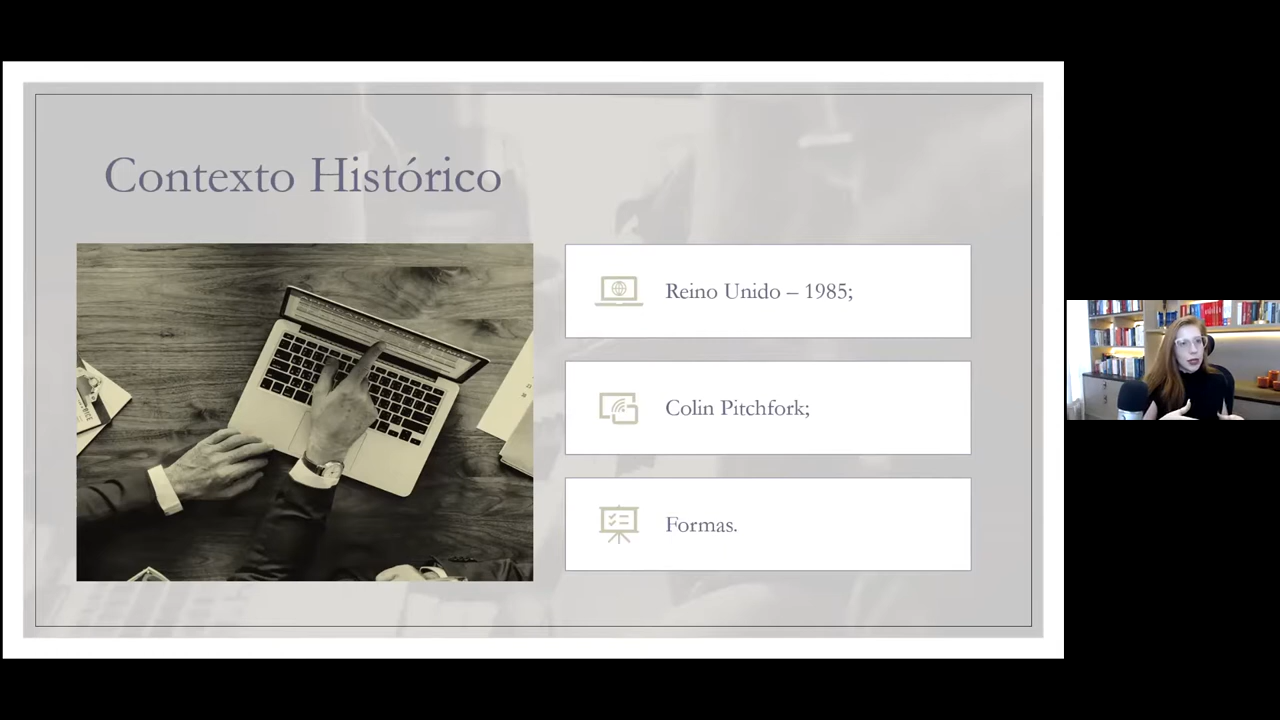 Contexto Histórico
Reino Unido – 1985;
Colin Pitchfork;
Formas.